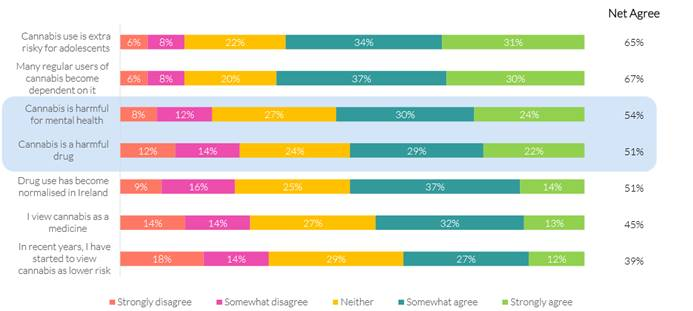 Net Agree
Cannabis use is extra
risky for adolescents
6% 8% 22% 34% 31% 65%
Many regular users of
cannabis become
dependent on it
6% 8% 20% 37% 30% 67%
Cannabis is harmful
for mental health
8% 12% 27% 30% 24% 54%
Cannabis is a harmful
drug
12% 14% 24% 29% 22% 51%
Drug use has become
normalised in Ireland
9% 16% 25% 37% 14% 51%
I view cannabis as a
medicine
14% 14% 27% 32% 13% 45%
In recent years, I have
started to view
cannabis as lower risk
18% 14% 29% 27% 12% 39%
Strongly disagree Somewhat disagree Neither Somewhat agree Strongly agree